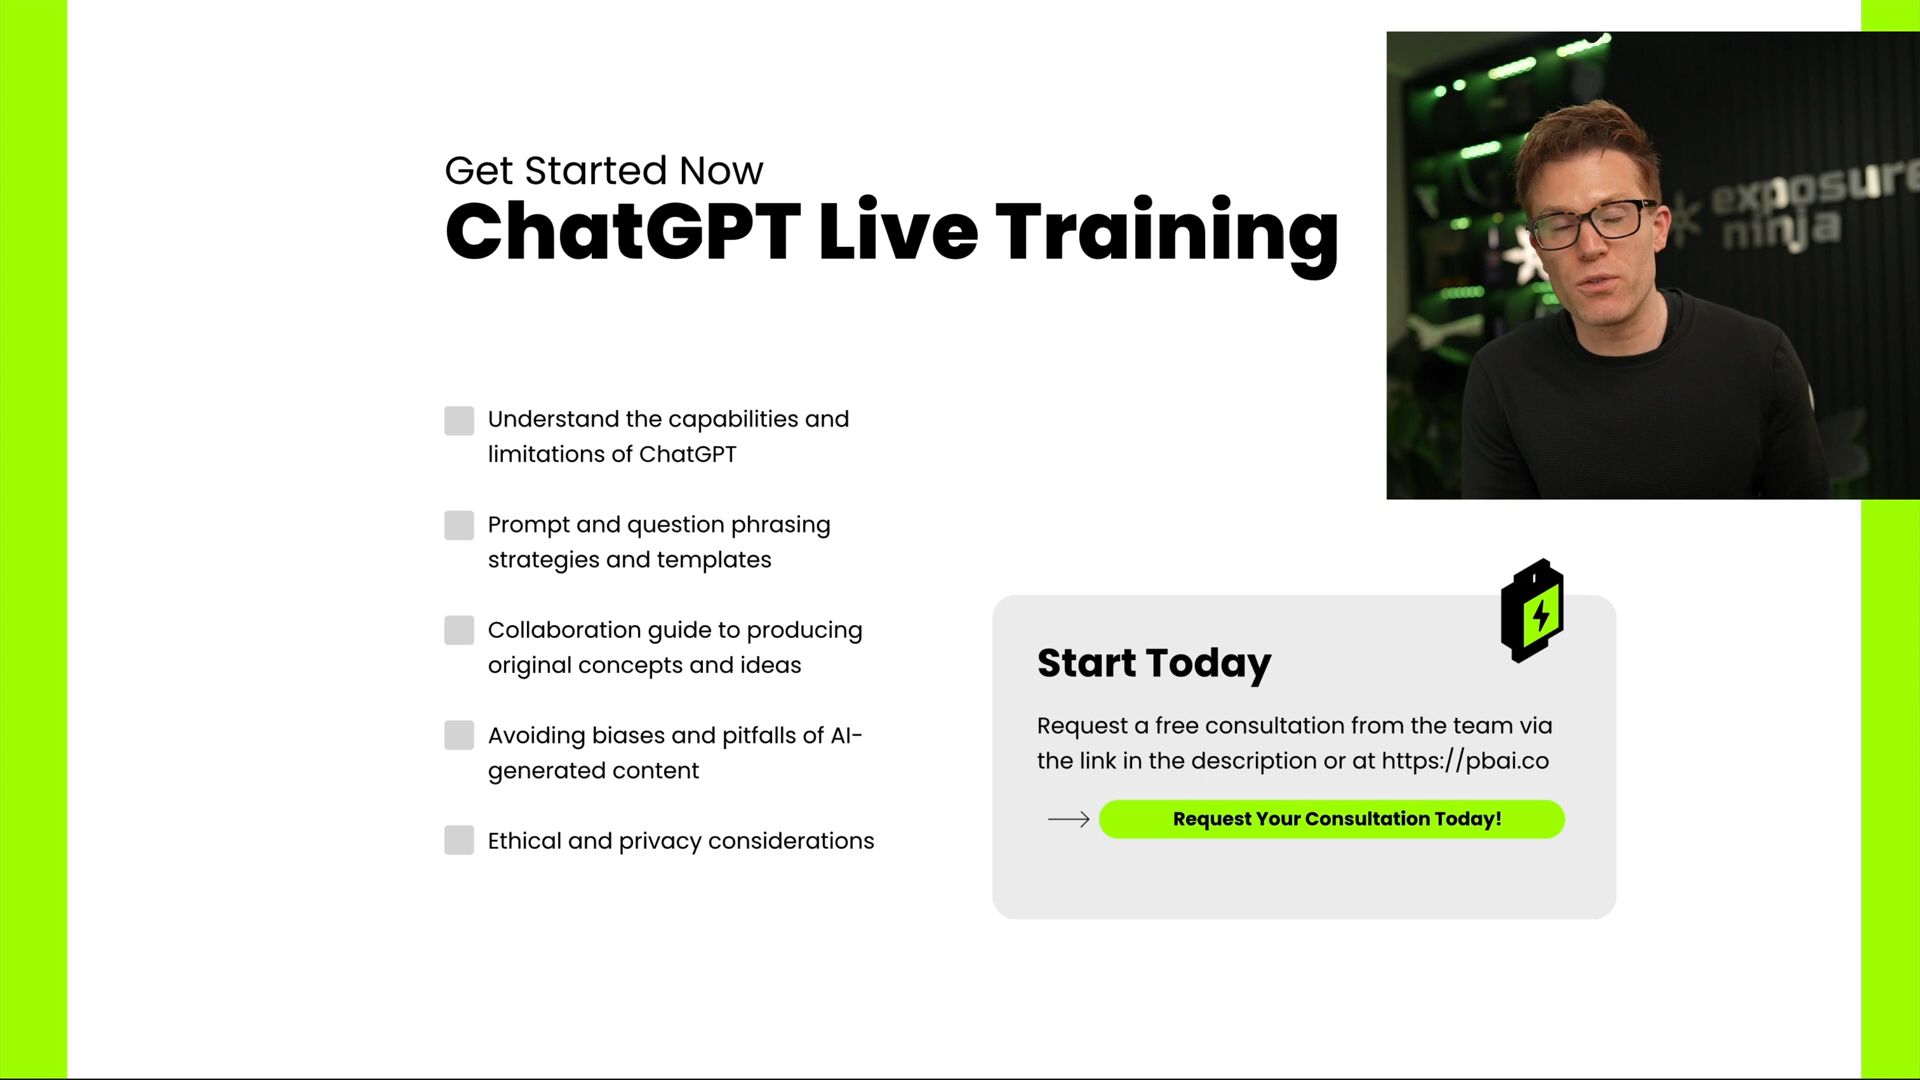 Get Started Now
ChatGPT Live Training
exposure
ninja
Understand the capabilities and
limitations of ChatGPT
Prompt and question phrasing
strategies and templates
Collaboration guide to producing
original concepts and ideas
Avoiding biases and pitfalls of AI-
generated content
Ethical and privacy considerations
Start Today
Request a free consultation from the team via
the link in the description or at https://pbai.co
Request Your Consultation Today!